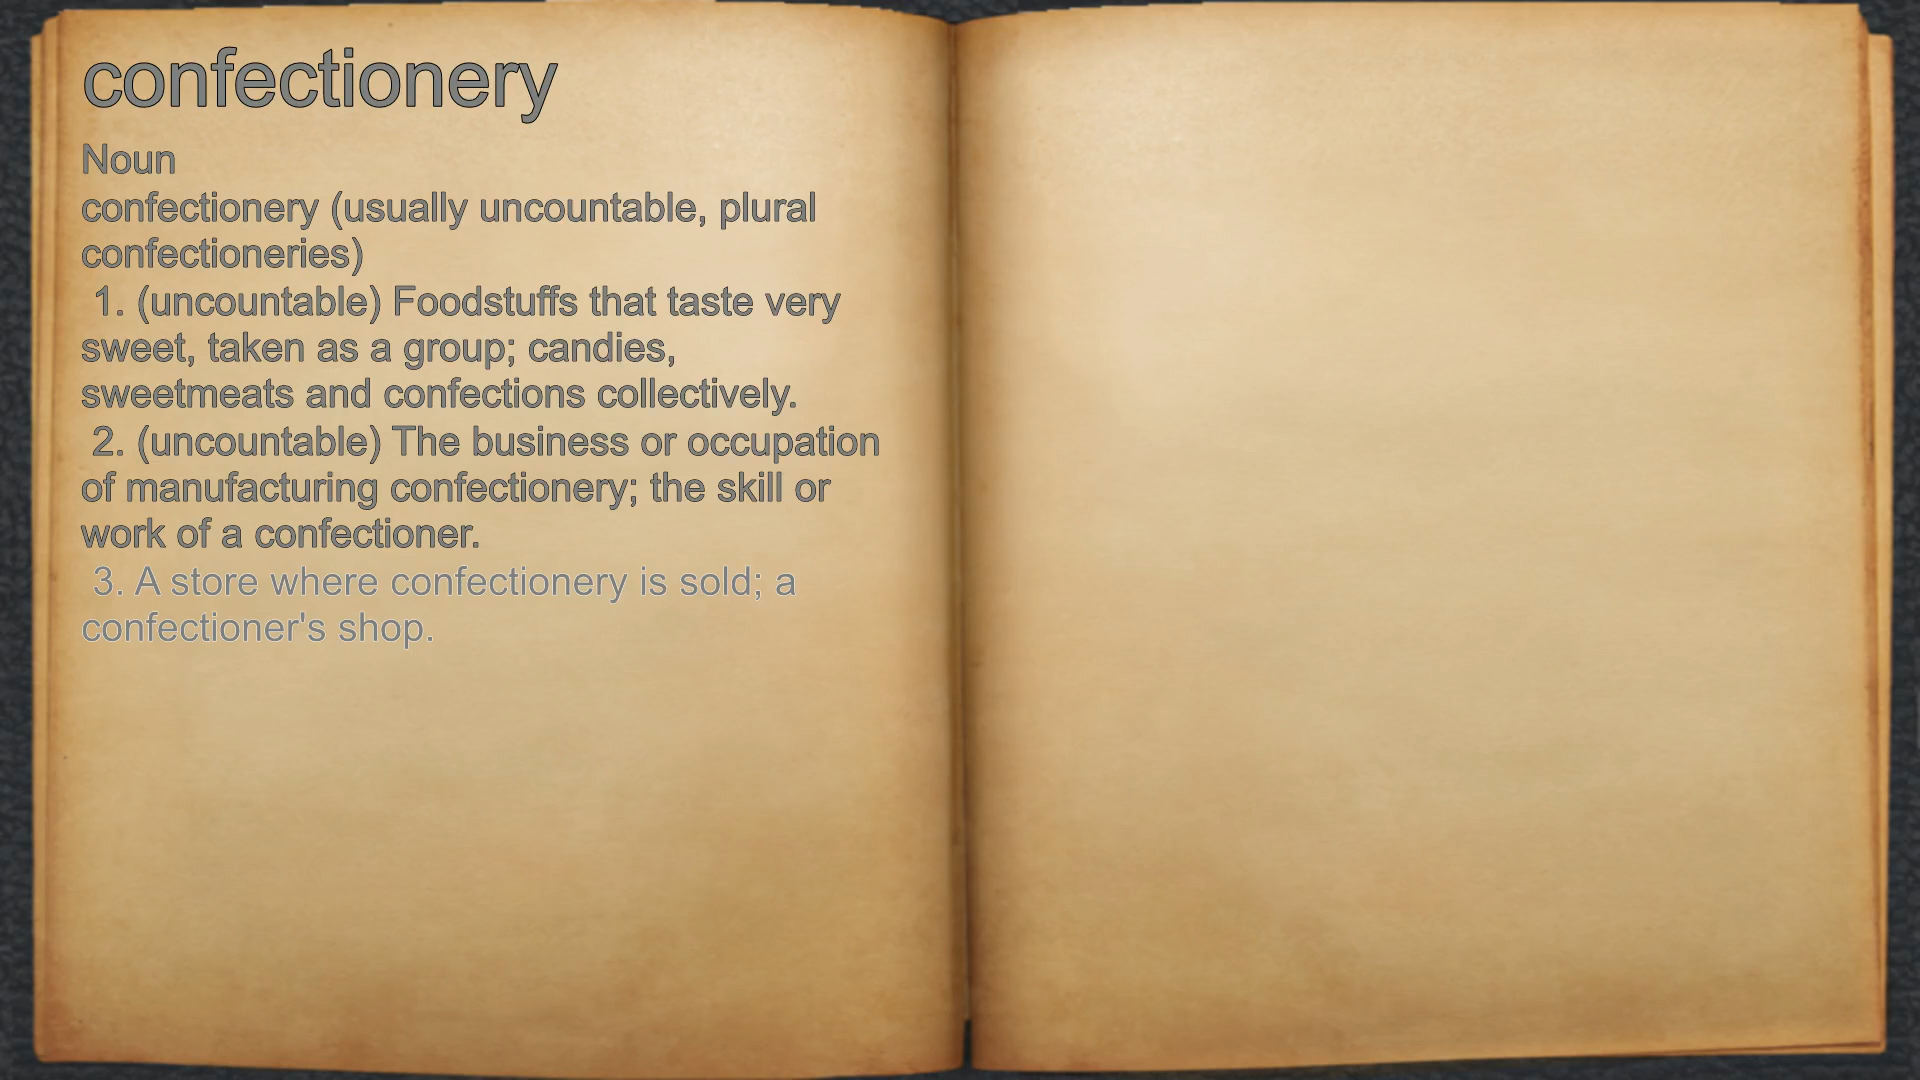 confectionery
Noun
confectionery (usually uncountable, plural
confectioneries)
1. (uncountable) Foodstuffs that taste very
sweet, taken as a group; candies,
sweetmeats and confections collectively.
2. (uncountable) The business or occupation
of manufacturing confectionery; the skill or
work of a confectioner.
3. A store where confectionery is sold; a
confectioner's shop.